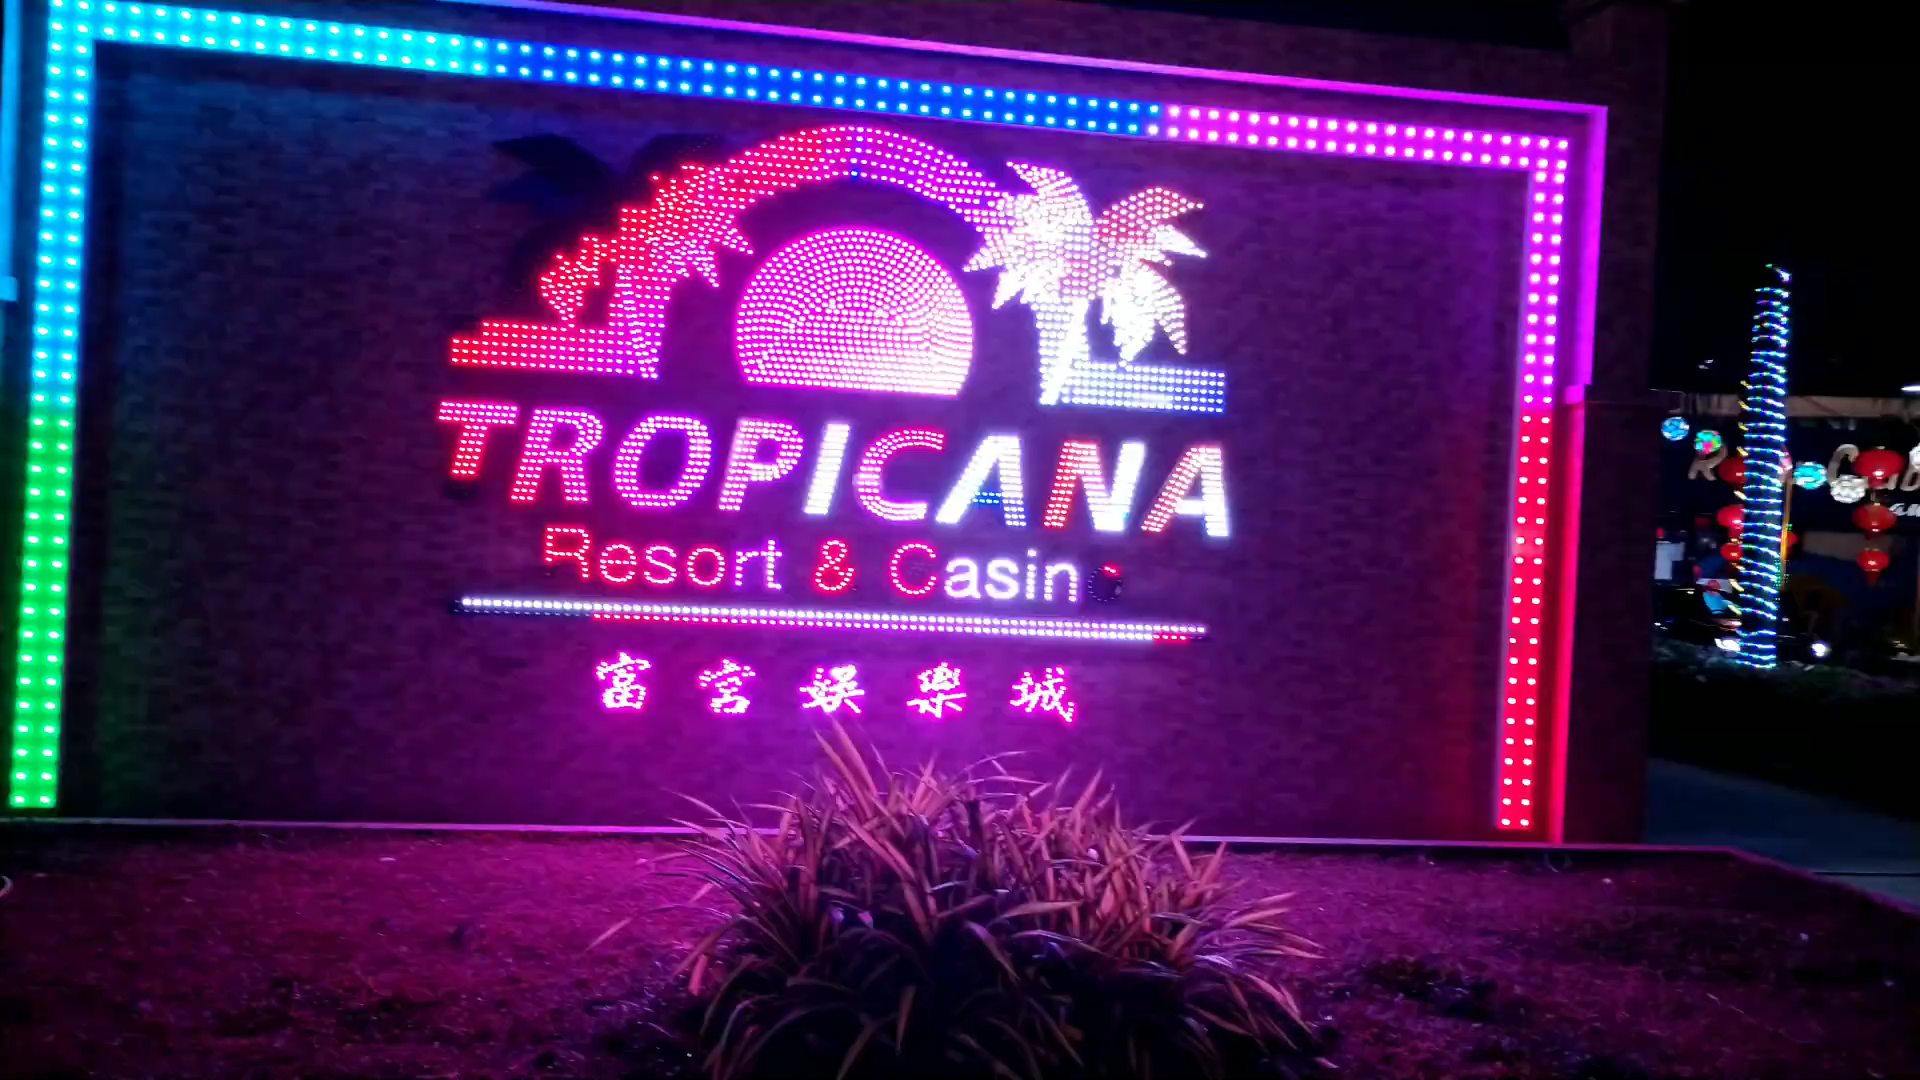 TROPICANA
Resort & Casino
富宮娛樂城